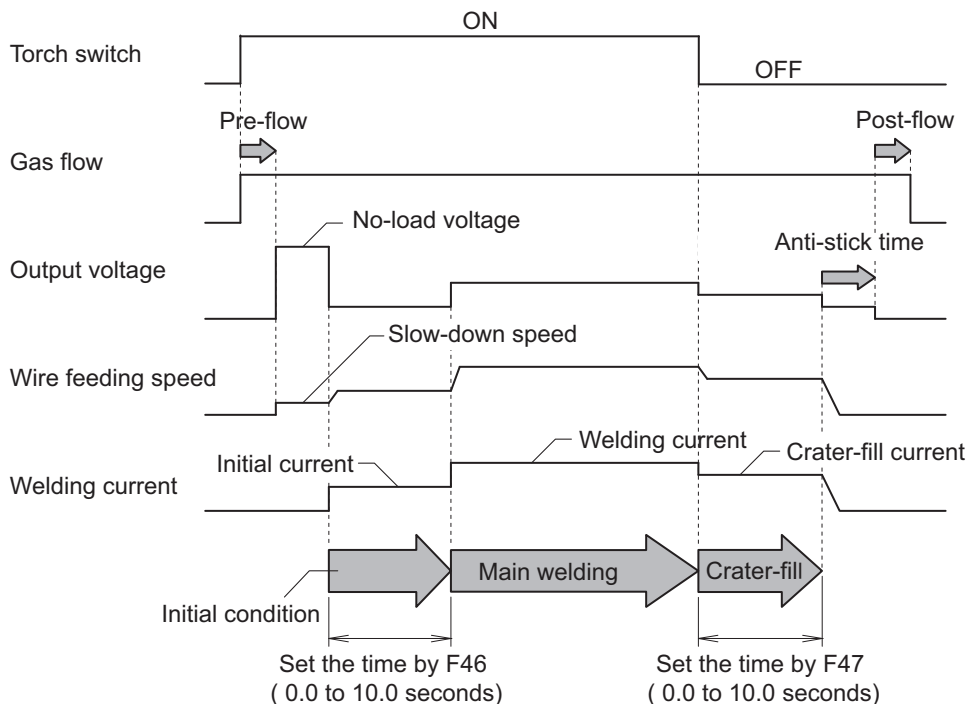 ON
Torch switch
OFF
Pre-flow
Post-flow
Gas flow
No-load voltage
Anti-stick time
Output voltage
Slow-down speed
Wire feeding speed
Welding current
Initial current
Crater-fill current
Welding current
Main welding
Crater-fill
Initial condition
Set the time by F46
( 0.0 to 10.0 seconds)
Set the time by F47
( 0.0 to 10.0 seconds)